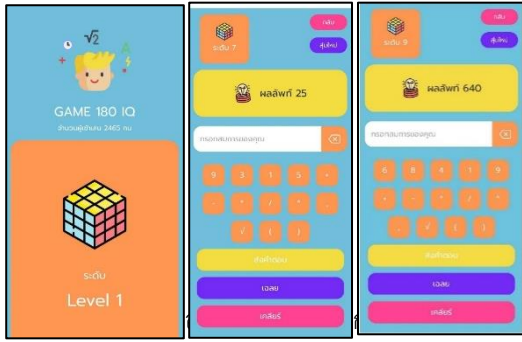 √2
A
+
GAME 180 IQ
จำนวนผู้เข้าเล่น 2465 คน
ระดับ
Level 1
ระดับ 7
กลับ
สุ่มใหม่
ผลลัพท์ 25
กรอกสมการของคุณ
9 3 1 5 +
- * /
√ ( )
ส่งคำตอบ
เฉลย
เคลียร์
ระดับ 9
กลับ
สุ่มใหม่
ผลลัพท์ 640
กรอกสมการของคุณ
6 8 4 1 9
+ - * /
√ ( )
ส่งคำตอบ
เฉลย
เคลียร์